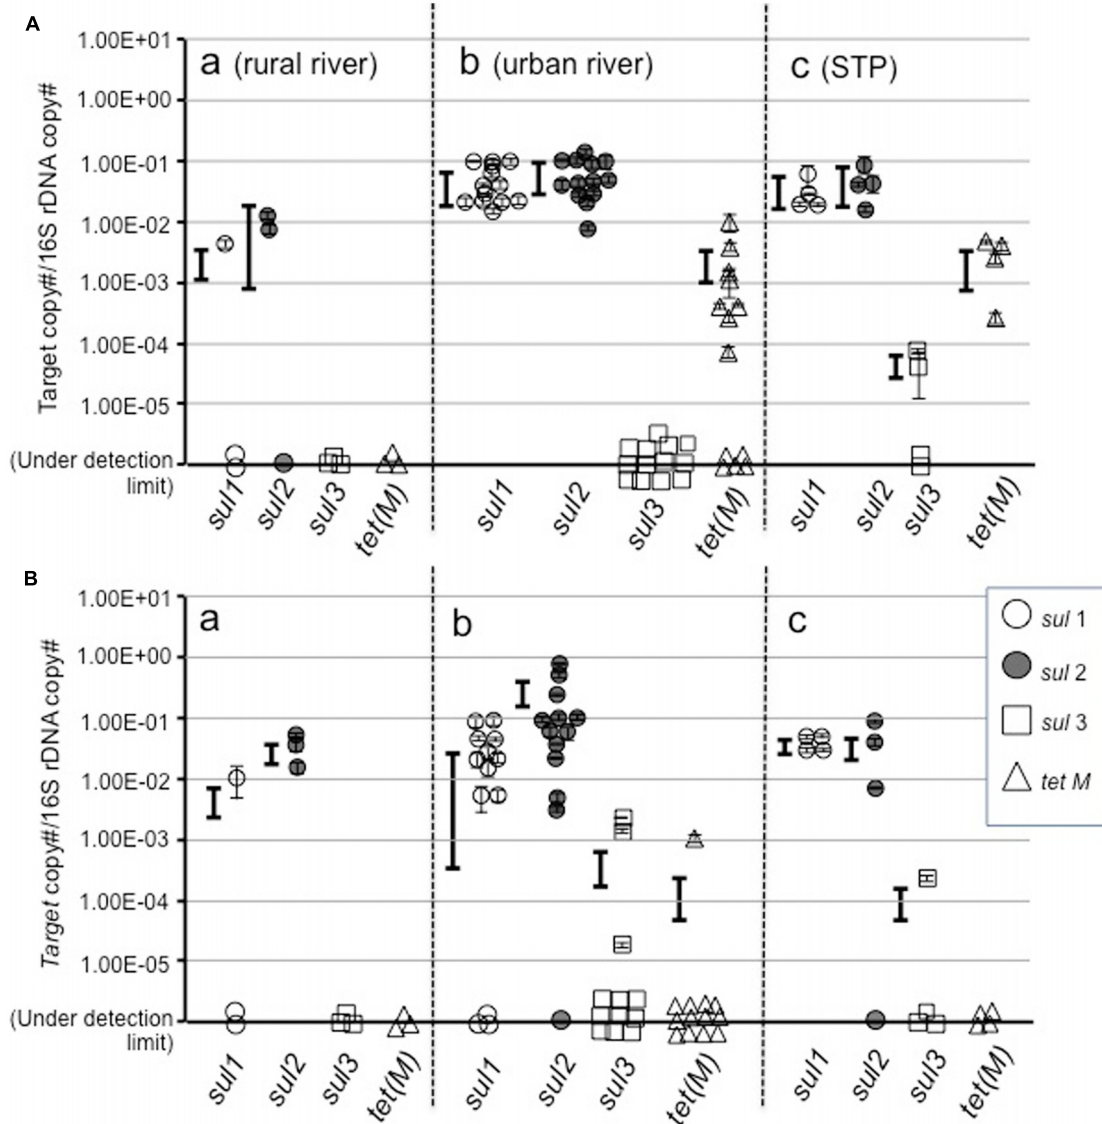 A
Target copy#/16S rDNA copy#
1.00E+01
1.00E+00
1.00E-01
1.00E-02
1.00E-03
1.00E-04
1.00E-05
(Under detection
limit)
a (rural river)
b (urban river)
c (STP)
sul1
sul2
sul3
tet(M)
sul1
sul2
sul3
tet(M)
sul1
sul2
sul3
tet(M)
B
Target copy#/16S rDNA copy#
1.00E+01
1.00E+00
1.00E-01
1.00E-02
1.00E-03
1.00E-04
1.00E-05
(Under detection
limit)
a
b
c
sul1
sul2
sul3
tet(M)
sul1
sul2
sul3
tet(M)
sul1
sul2
sul3
tet(M)
sul 1
sul 2
sul 3
tet M